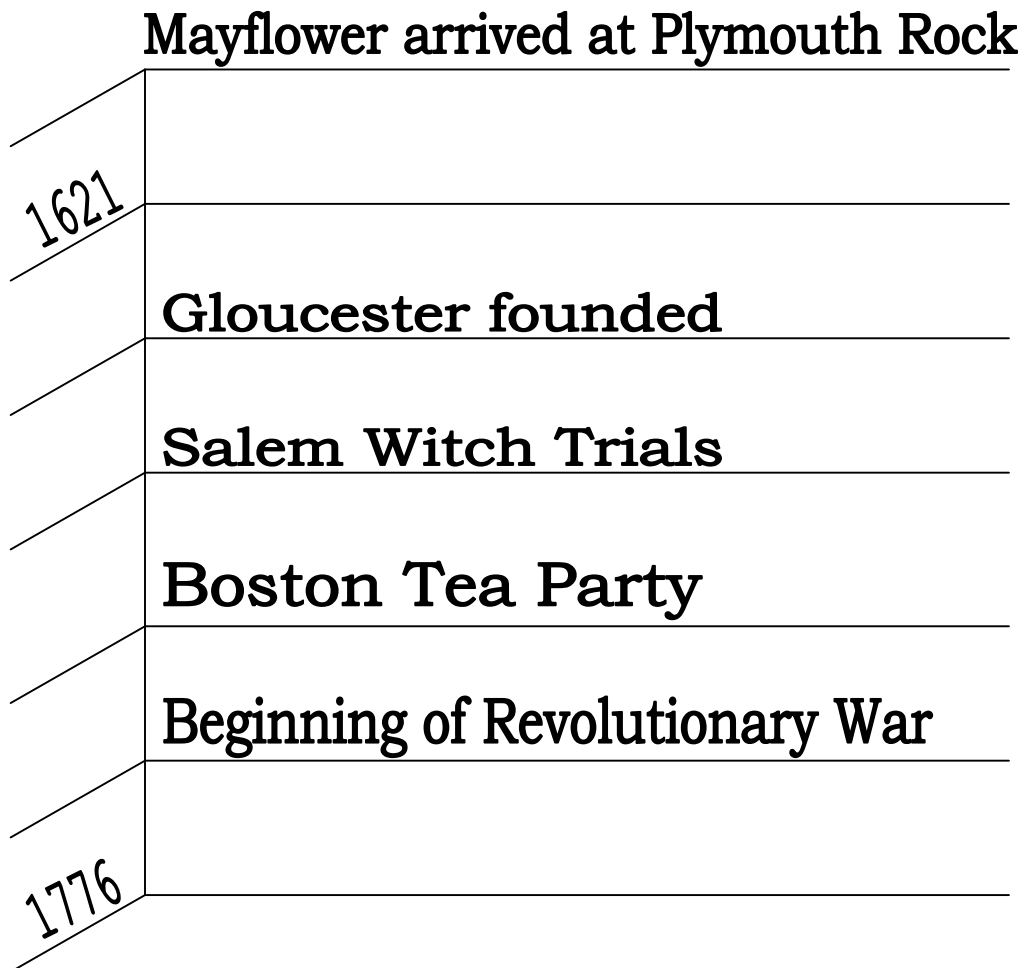 Mayflower arrived at Plymouth Rock
1621
Gloucester founded
Salem Witch Trials
Boston Tea Party
Beginning of Revolutionary War
1776